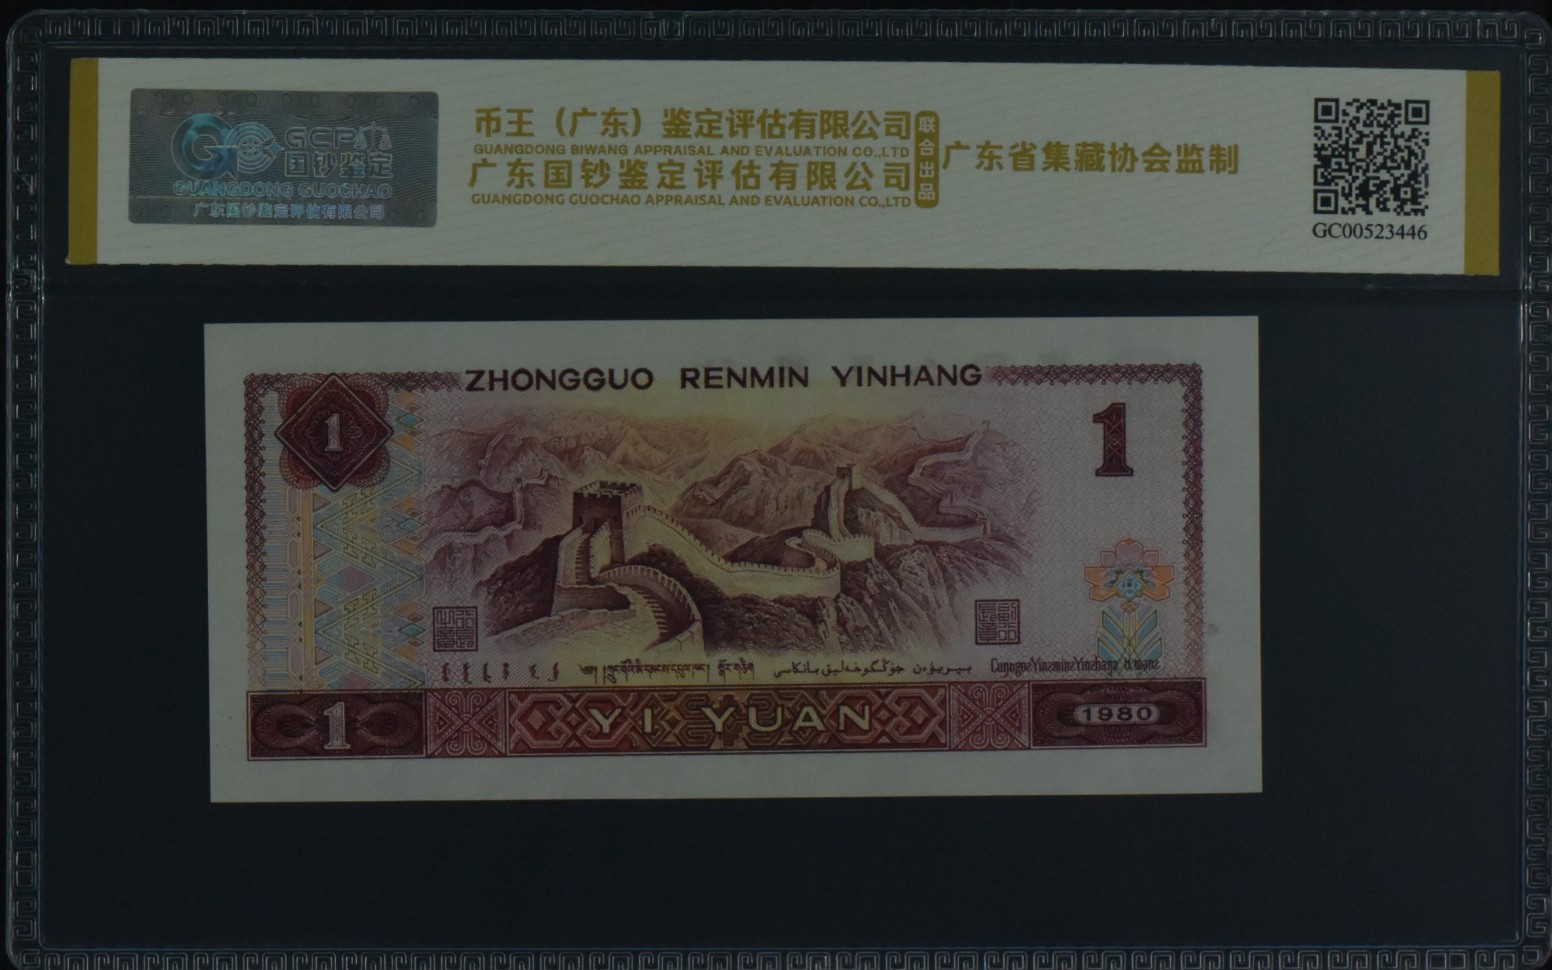 GCP
国钞鉴定
GUANGDONG GUOCHAO
广东国钞鉴定评估有限公司
币王（广东）鉴定评估有限公司
GUANGDONG BIWANG APPRAISAL AND EVALUATION CO.,LTD
广东国钞鉴定评估有限公司
GUANGDONG GUOCHAO APPRAISAL AND EVALUATION CO.,LTD
联合出品
广东省集藏协会监制
GC00523446
ZHONGGUO RENMIN YINHANG
1
1
1
YI YUAN
1980